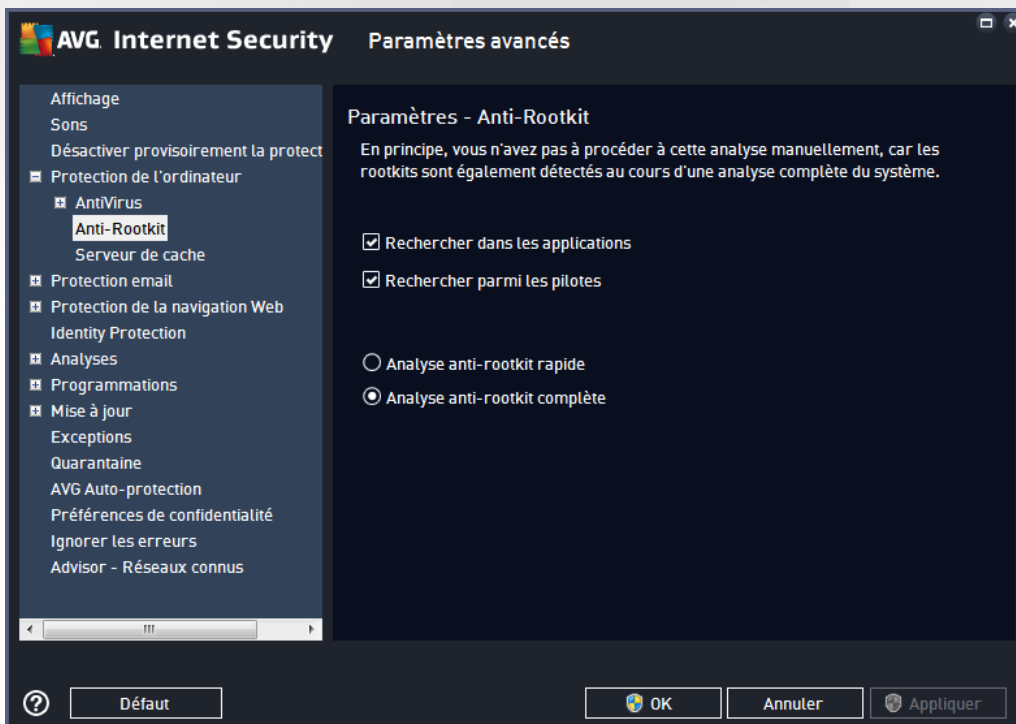 AVG. Internet Security Paramètres avancés
Affichage
Sons
Désactiver provisoirement la protect
Protection de l'ordinateur
AntiVirus
Anti-Rootkit
Serveur de cache
Protection email
Protection de la navigation Web
Identity Protection
Analyses
Programmations
Mise à jour
Exceptions
Quarantaine
AVG Auto-protection
Préférences de confidentialité
Ignorer les erreurs
Advisor - Réseaux connus
Paramètres - Anti-Rootkit
En principe, vous n'avez pas à procéder à cette analyse manuellement, car les
rootkits sont également détectés au cours d'une analyse complète du système.
Rechercher dans les applications
Rechercher parmi les pilotes
Analyse anti-rootkit rapide
Analyse anti-rootkit complète
? Défaut OK Annuler Appliquer